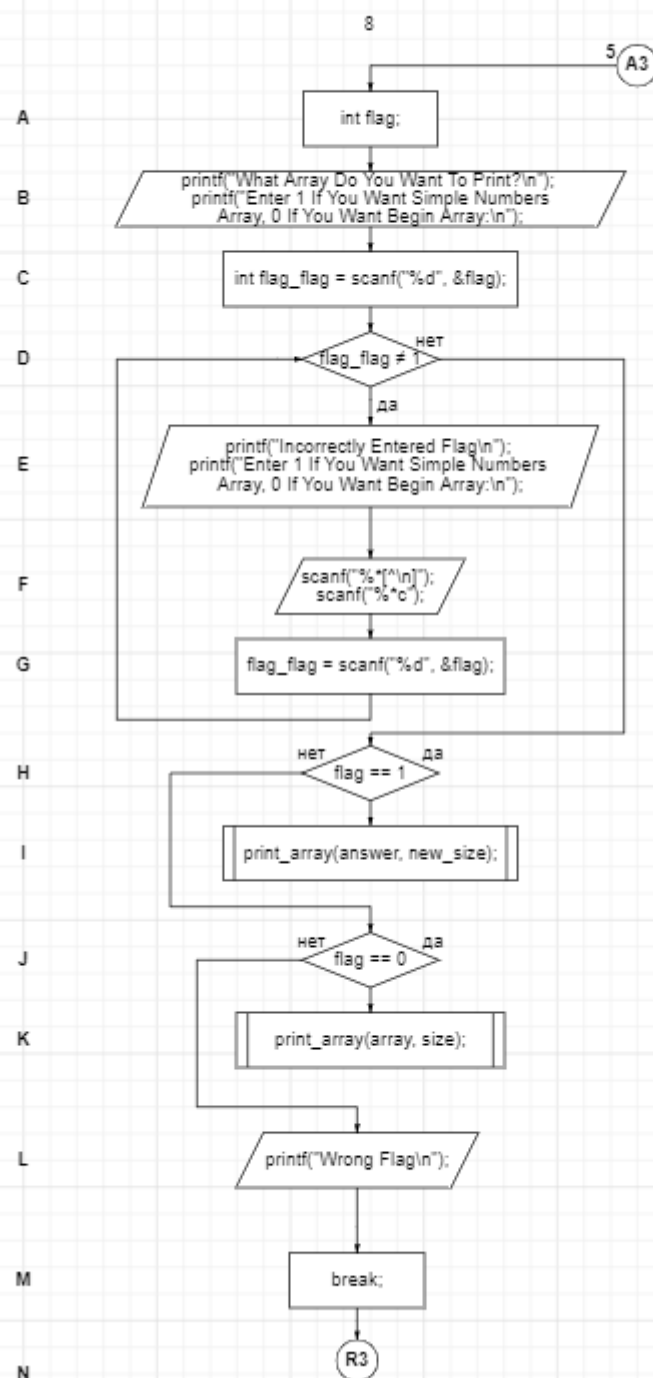 8
5
A3
A
int flag;
B
printf("What Array Do You Want To Print?\n");
printf("Enter 1 If You Want Simple Numbers
Array, 0 If You Want Begin Array:\n");
C
int flag_flag = scanf("%d", &flag);
D
flag_flag ≠ 1
нет
да
E
printf("Incorrectly Entered Flag\n");
printf("Enter 1 If You Want Simple Numbers
Array, 0 If You Want Begin Array:\n");
F
scanf("%*[^\n]");
scanf("%*c");
G
flag_flag = scanf("%d", &flag);
H
нет
flag == 1
да
I
print_array(answer, new_size);
J
нет
flag == 0
да
K
print_array(array, size);
L
printf("Wrong Flag\n");
M
break;
R3
N